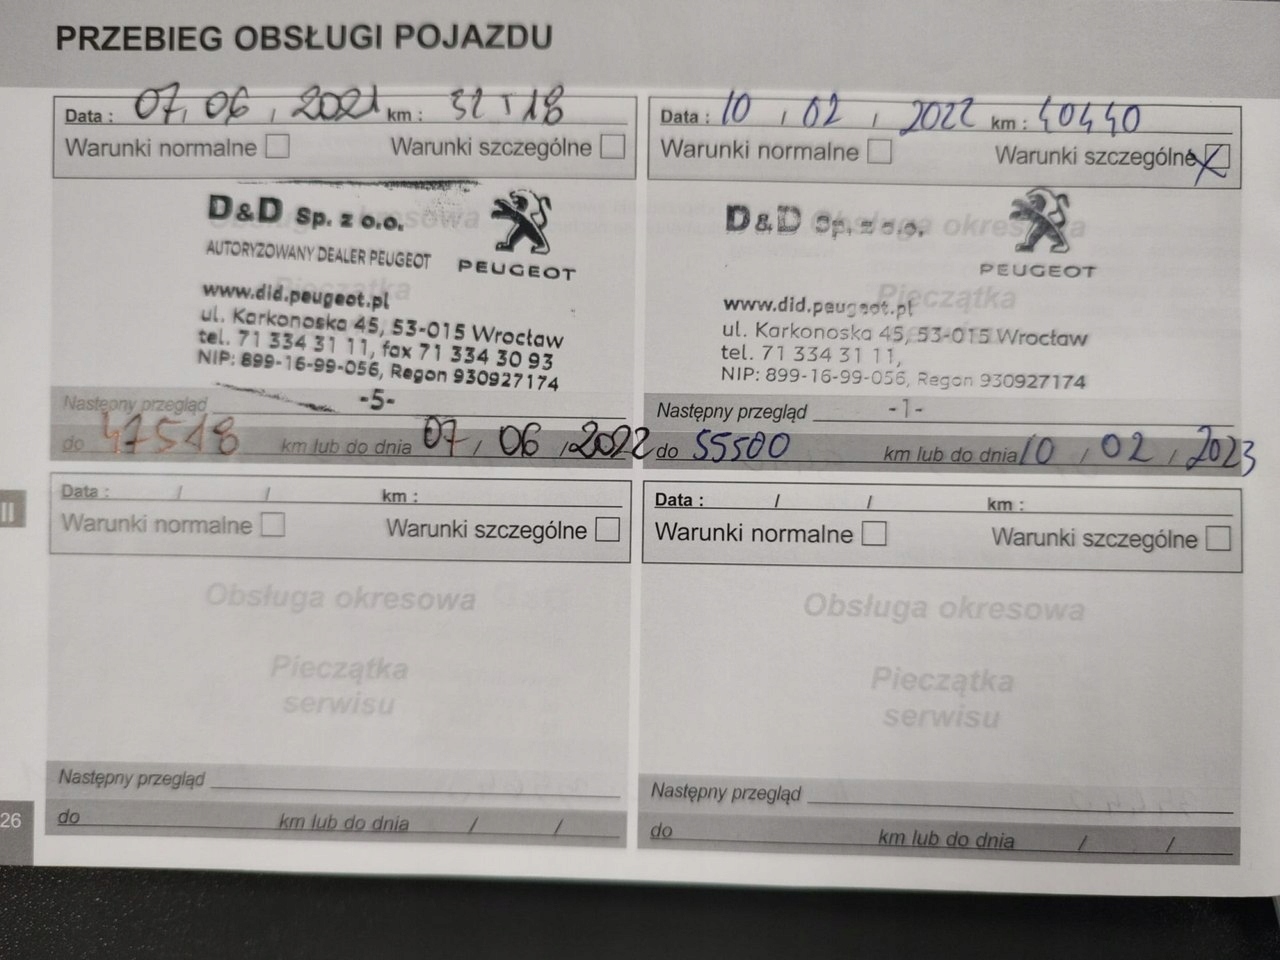 PRZEBIEG OBSŁUGI POJAZDU
Data : 07, 06, 2021 km : 32518
Warunki normalne Warunki szczególne
D&D Sp. z o.o.
AUTORYZOWANY DEALER PEUGEOT
PEUGEOT
www.did.peugeot.pl
ul. Karkonoska 45, 53-015 Wrocław
tel. 71 334 31 11, fax 71 334 30 93
NIP: 899-16-99-056, Regon 930927174
-5-
Następny przegląd
do 47518 km lub do dnia 07, 06, 2022
Data : 10 / 02 / 2022 km : 40440
Warunki normalne Warunki szczególne X
D&D Sp. z o.o.
Obsługa okresowa
PEUGEOT
Pieczątka
www.did.peugeot.pl
ul. Karkonoska 45, 53-015 Wrocław
tel. 71 334 31 11,
NIP: 899-16-99-056, Regon 930927174
-1-
Następny przegląd
do 55500 km lub do dnia 10 / 02 / 2023
II
Data : / / km :
Warunki normalne Warunki szczególne
Obsługa okresowa
Pieczątka
serwisu
Następny przegląd
do km lub do dnia / /
Data : / / km :
Warunki normalne Warunki szczególne
Obsługa okresowa
Pieczątka
serwisu
Następny przegląd
do km lub do dnia / /
26